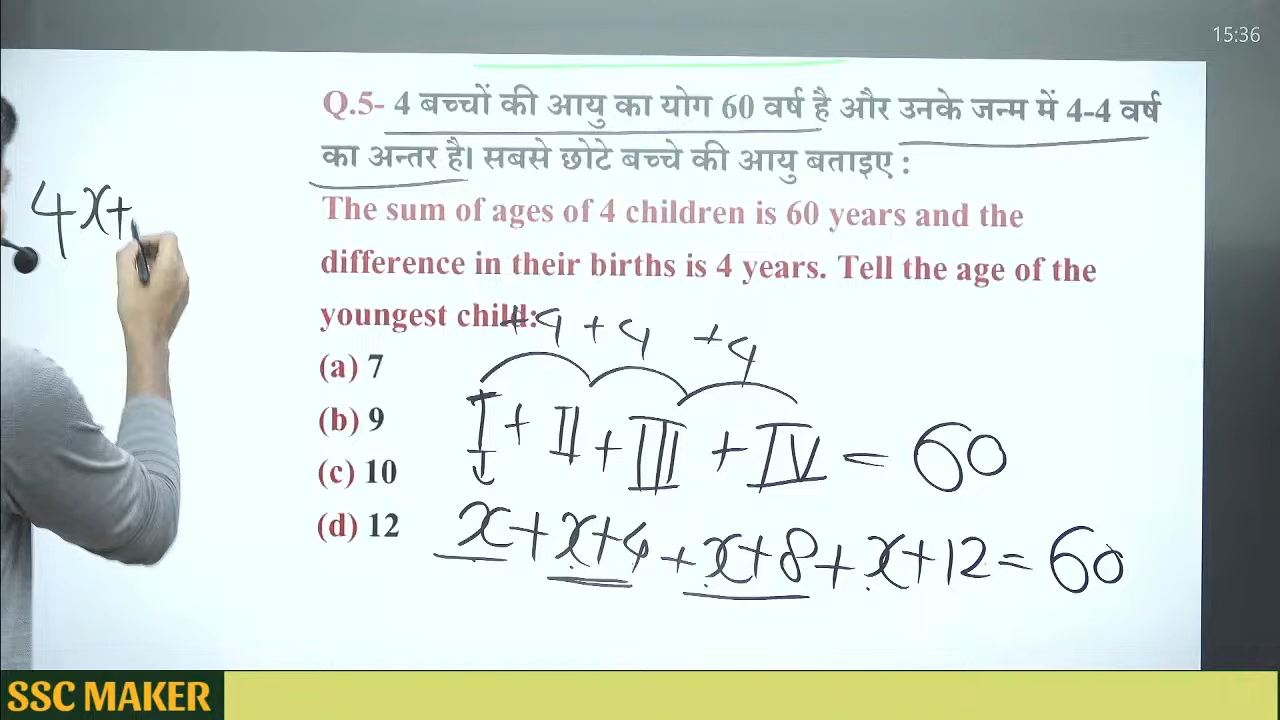 15:36
Q.5- 4 बच्चों की आयु का योग 60 वर्ष है और उनके जन्म में 4-4 वर्ष
का अन्तर है। सबसे छोटे बच्चे की आयु बताइए :
4x+
The sum of ages of 4 children is 60 years and the
difference in their births is 4 years. Tell the age of the
youngest child:
+4 +4 +4
(a) 7
(b) 9
I + II + III + IV = 60
(c) 10
(d) 12
x + x+4 + x+8 + x+12 = 60
SSC MAKER